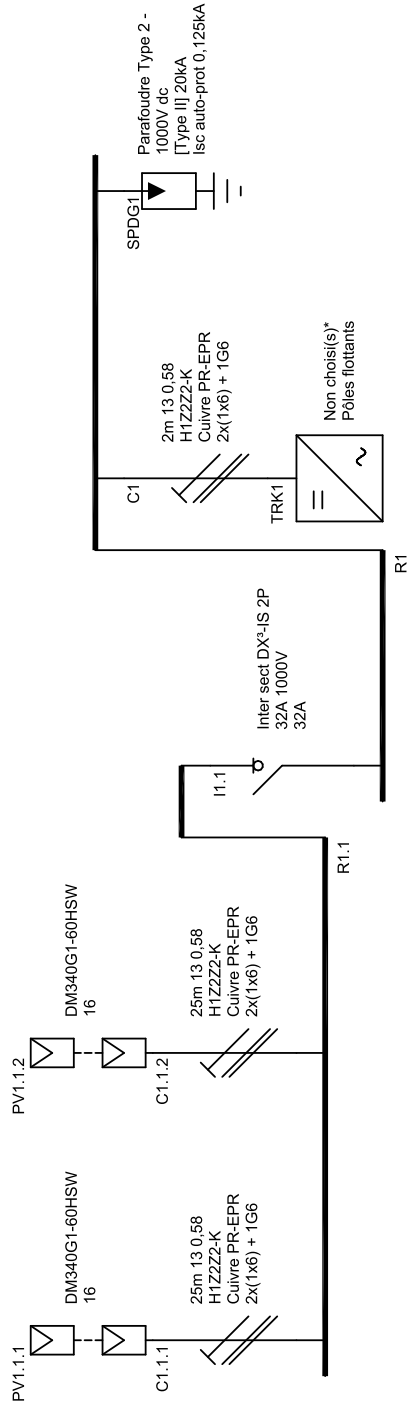 PV1.1.1
DM340G1-60HSW
16
C1.1.1
25m 13 0,58
H1Z2Z2-K
Cuivre PR-EPR
2x(1x6) + 1G6
PV1.1.2
DM340G1-60HSW
16
C1.1.2
25m 13 0,58
H1Z2Z2-K
Cuivre PR-EPR
2x(1x6) + 1G6
R1.1
I1.1
Inter sect DX³-IS 2P
32A 1000V
32A
R1
C1
2m 13 0,58
H1Z2Z2-K
Cuivre PR-EPR
2x(1x6) + 1G6
TRK1
Non choisi(s)*
Pôles flottants
SPDG1
Parafoudre Type 2 -
1000V dc
[Type II] 20kA
Isc auto-prot 0,125kA